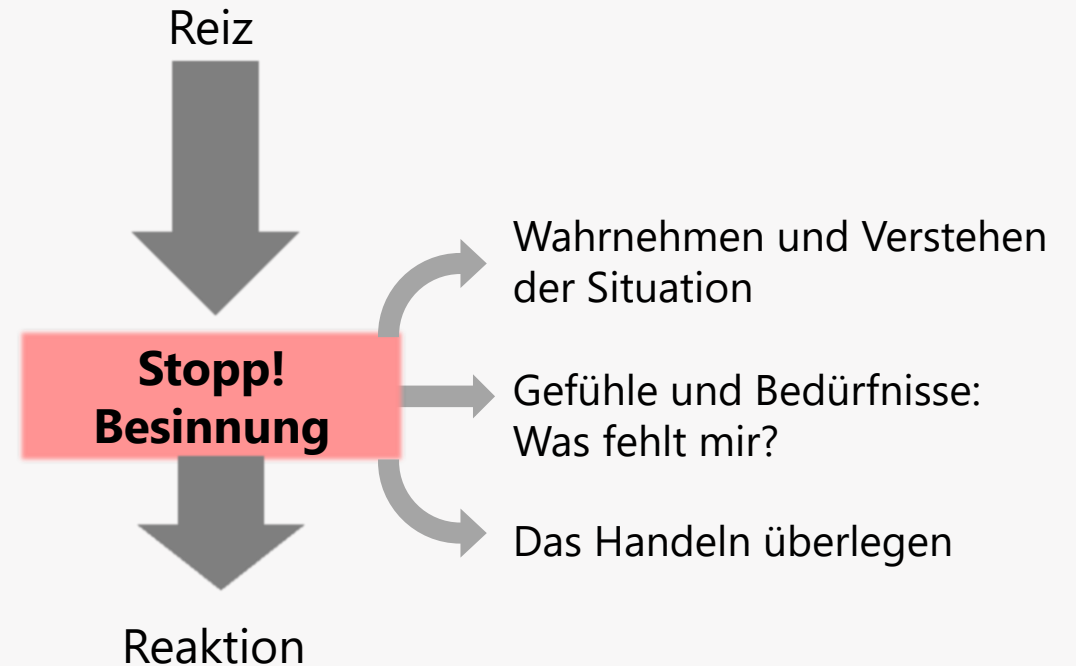 Reiz
Wahrnehmen und Verstehen
der Situation
Stopp!
Besinnung
Gefühle und Bedürfnisse:
Was fehlt mir?
Das Handeln überlegen
Reaktion